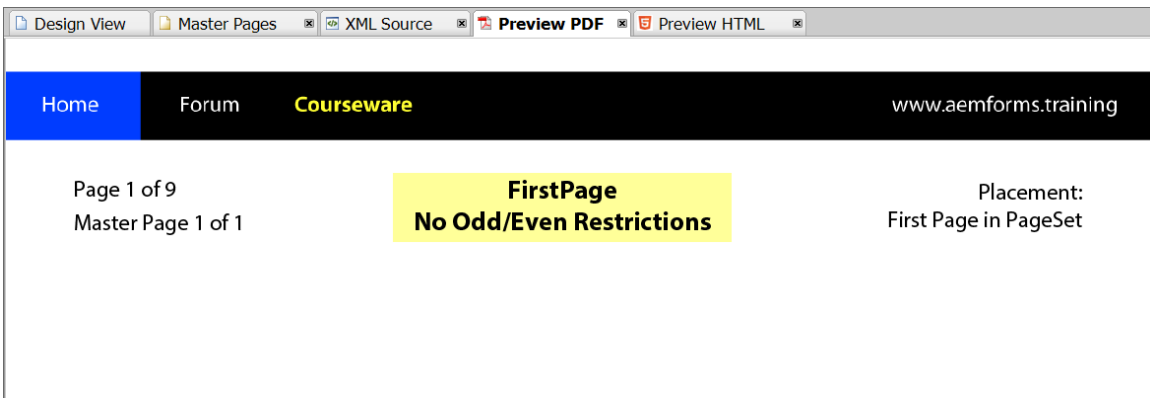 Design View Master Pages XML Source Preview PDF Preview HTML
Home Forum Courseware www.aemforms.training
Page 1 of 9
Master Page 1 of 1
FirstPage
No Odd/Even Restrictions
Placement:
First Page in PageSet